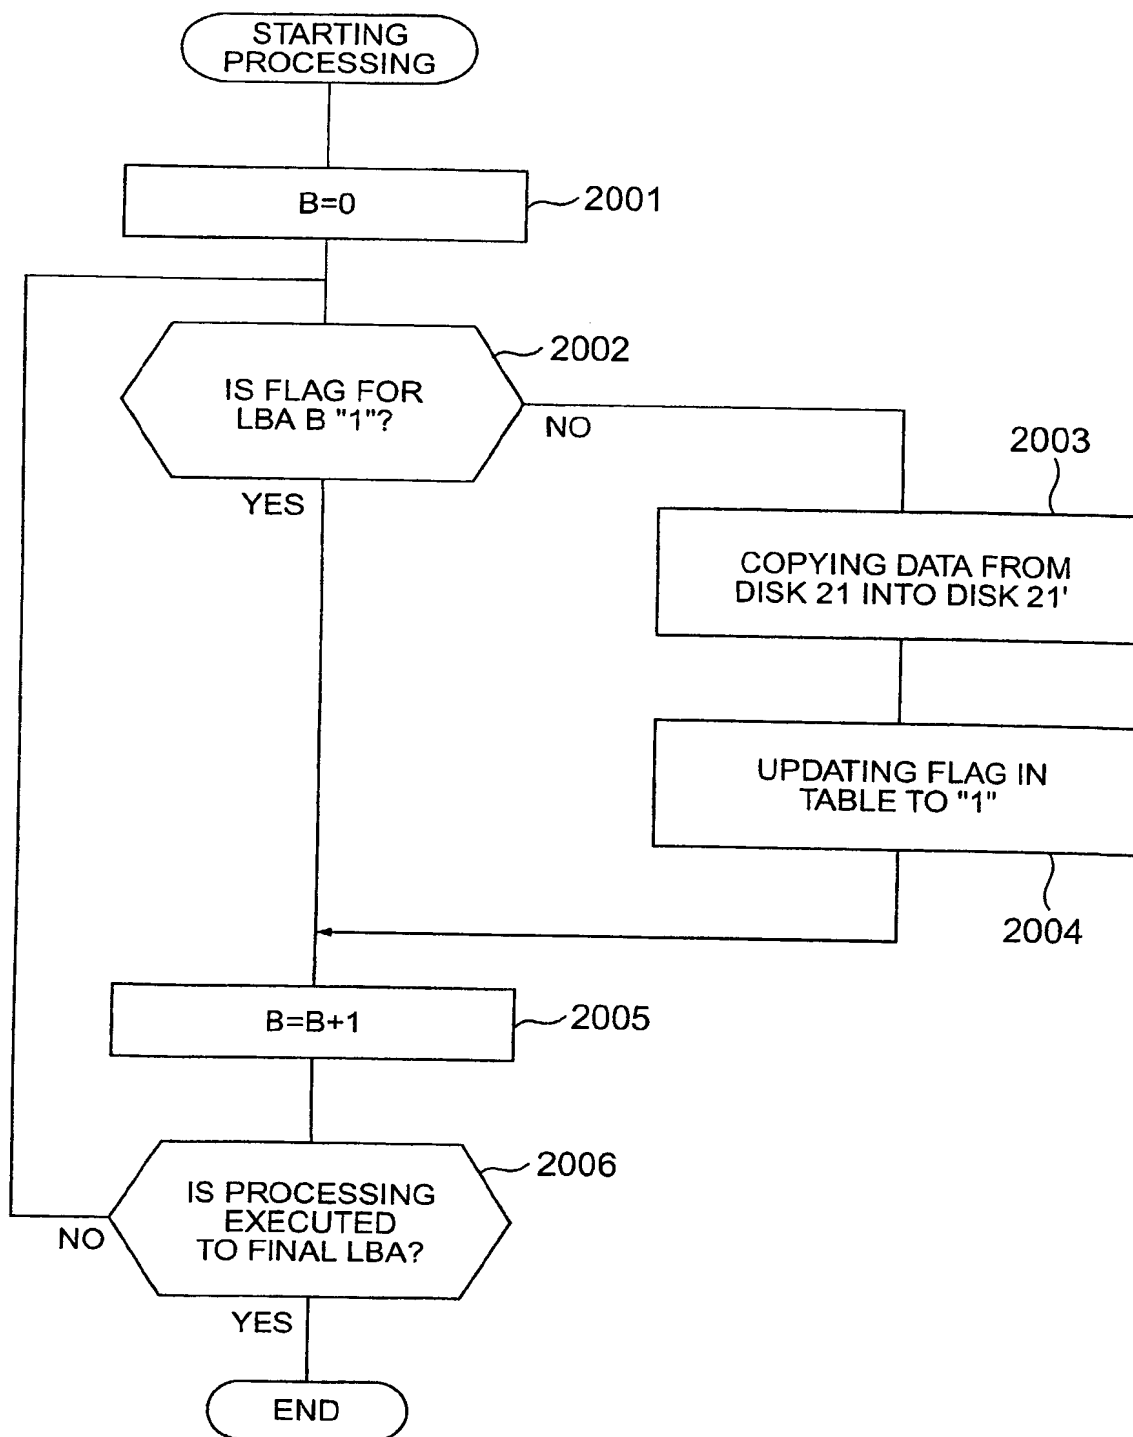 STARTING
PROCESSING
B=0
2001
2002
IS FLAG FOR
LBA B "1"?
NO
YES
2003
COPYING DATA FROM
DISK 21 INTO DISK 21'
UPDATING FLAG IN
TABLE TO "1"
2004
B=B+1
2005
2006
IS PROCESSING
EXECUTED
TO FINAL LBA?
NO
YES
END